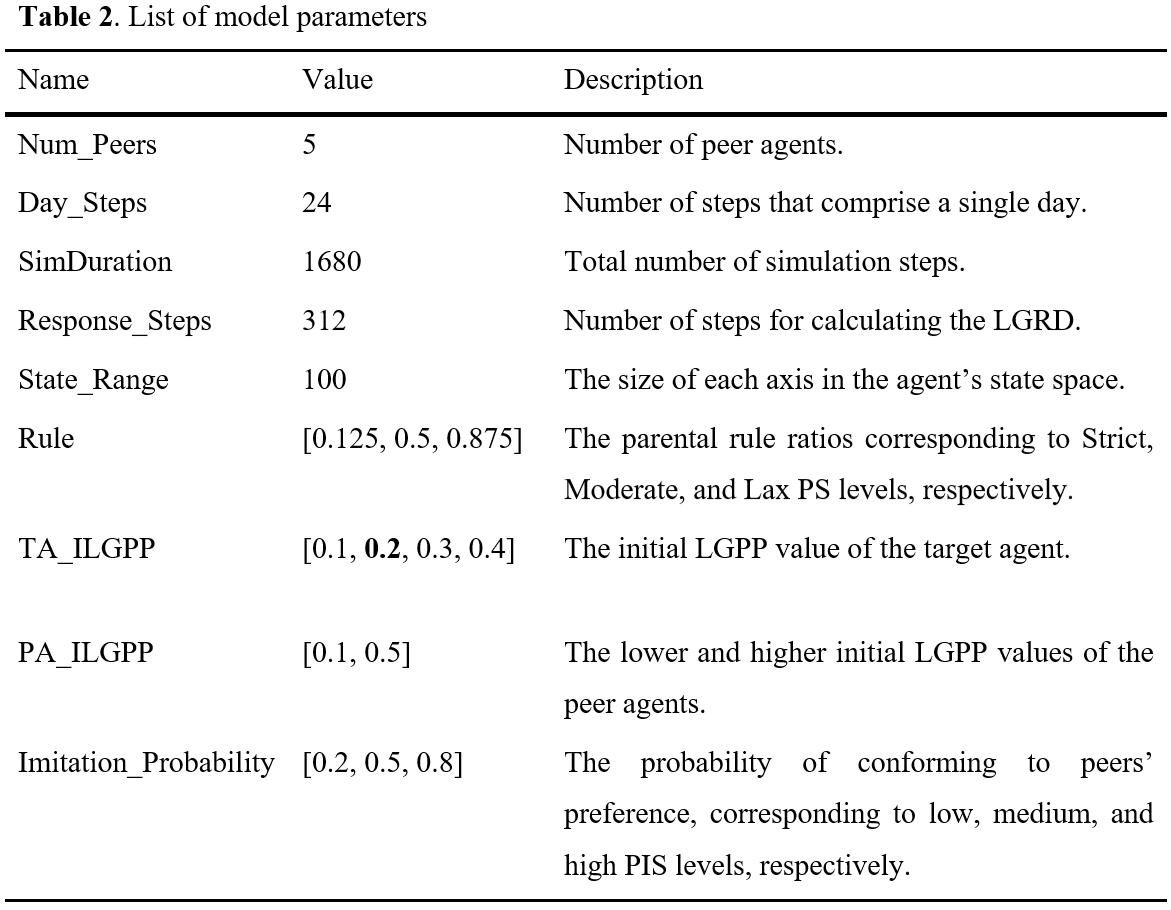 Table 2. List of model parameters
Name Value Description
Num_Peers 5 Number of peer agents.
Day_Steps 24 Number of steps that comprise a single day.
SimDuration 1680 Total number of simulation steps.
Response_Steps 312 Number of steps for calculating the LGRD.
State_Range 100 The size of each axis in the agent’s state space.
Rule [0.125, 0.5, 0.875] The parental rule ratios corresponding to Strict,
Moderate, and Lax PS levels, respectively.
TA_ILGPP [0.1, 0.2, 0.3, 0.4] The initial LGPP value of the target agent.
PA_ILGPP [0.1, 0.5] The lower and higher initial LGPP values of the
peer agents.
Imitation_Probability [0.2, 0.5, 0.8] The probability of conforming to peers’
preference, corresponding to low, medium, and
high PIS levels, respectively.